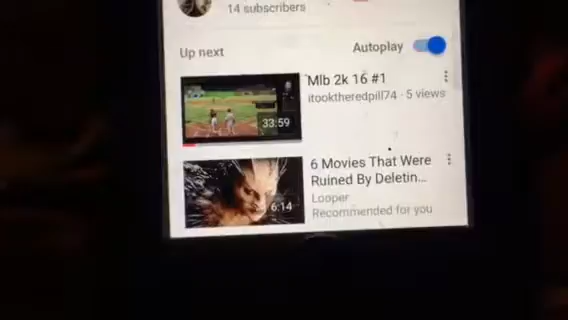 14 subscribers
Up next
Autoplay
Mlb 2k 16 #1
itooktheredpill74 · 5 views
33:59
6 Movies That Were
Ruined By Deletin...
Looper
Recommended for you
6:14